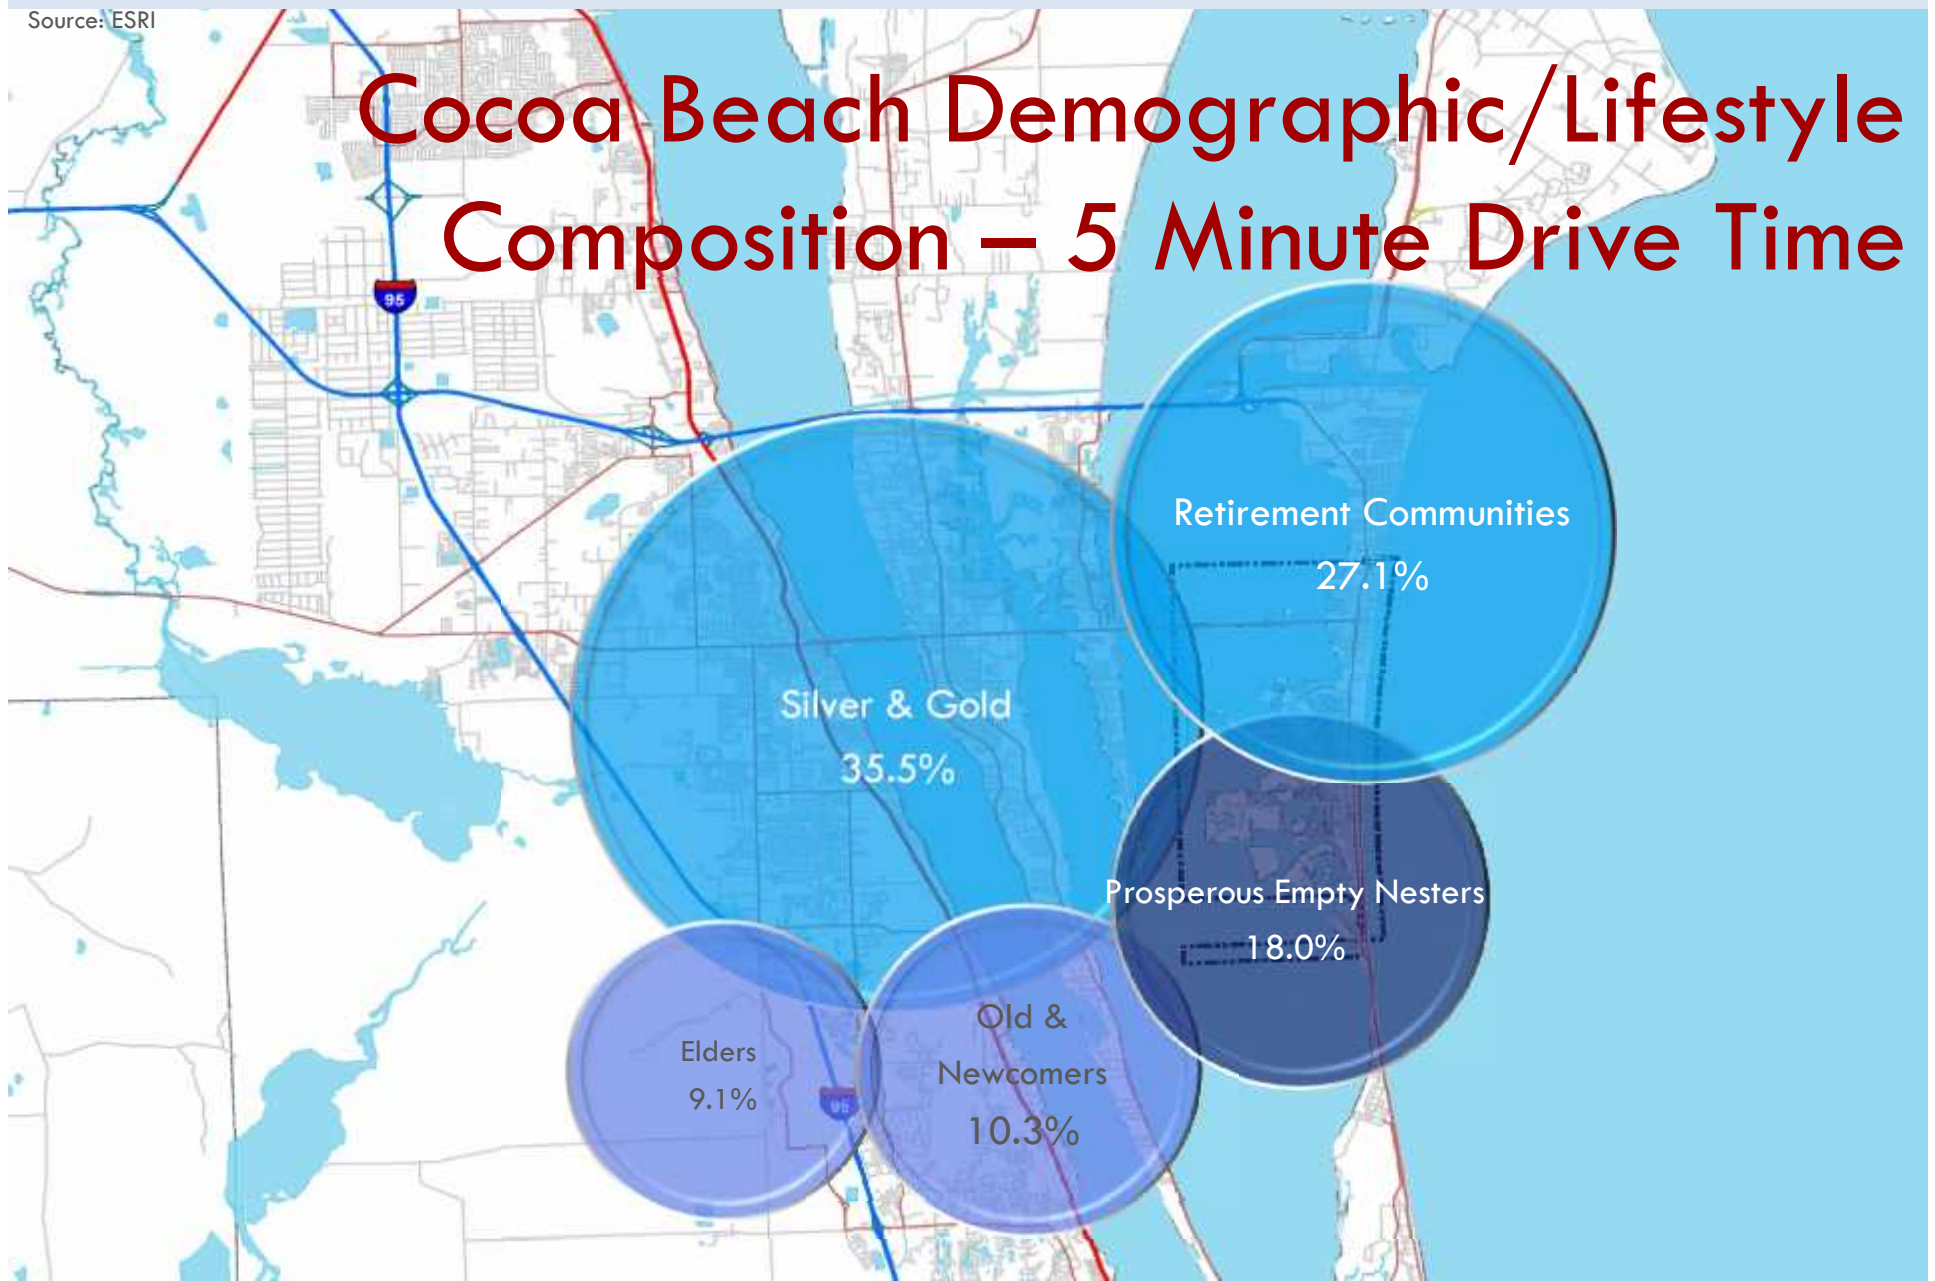 Source: ESRI
Cocoa Beach Demographic/Lifestyle
Composition – 5 Minute Drive Time
95
Retirement Communities
27.1%
Silver & Gold
35.5%
Prosperous Empty Nesters
18.0%
Old &
Newcomers
10.3%
Elders
9.1%
95